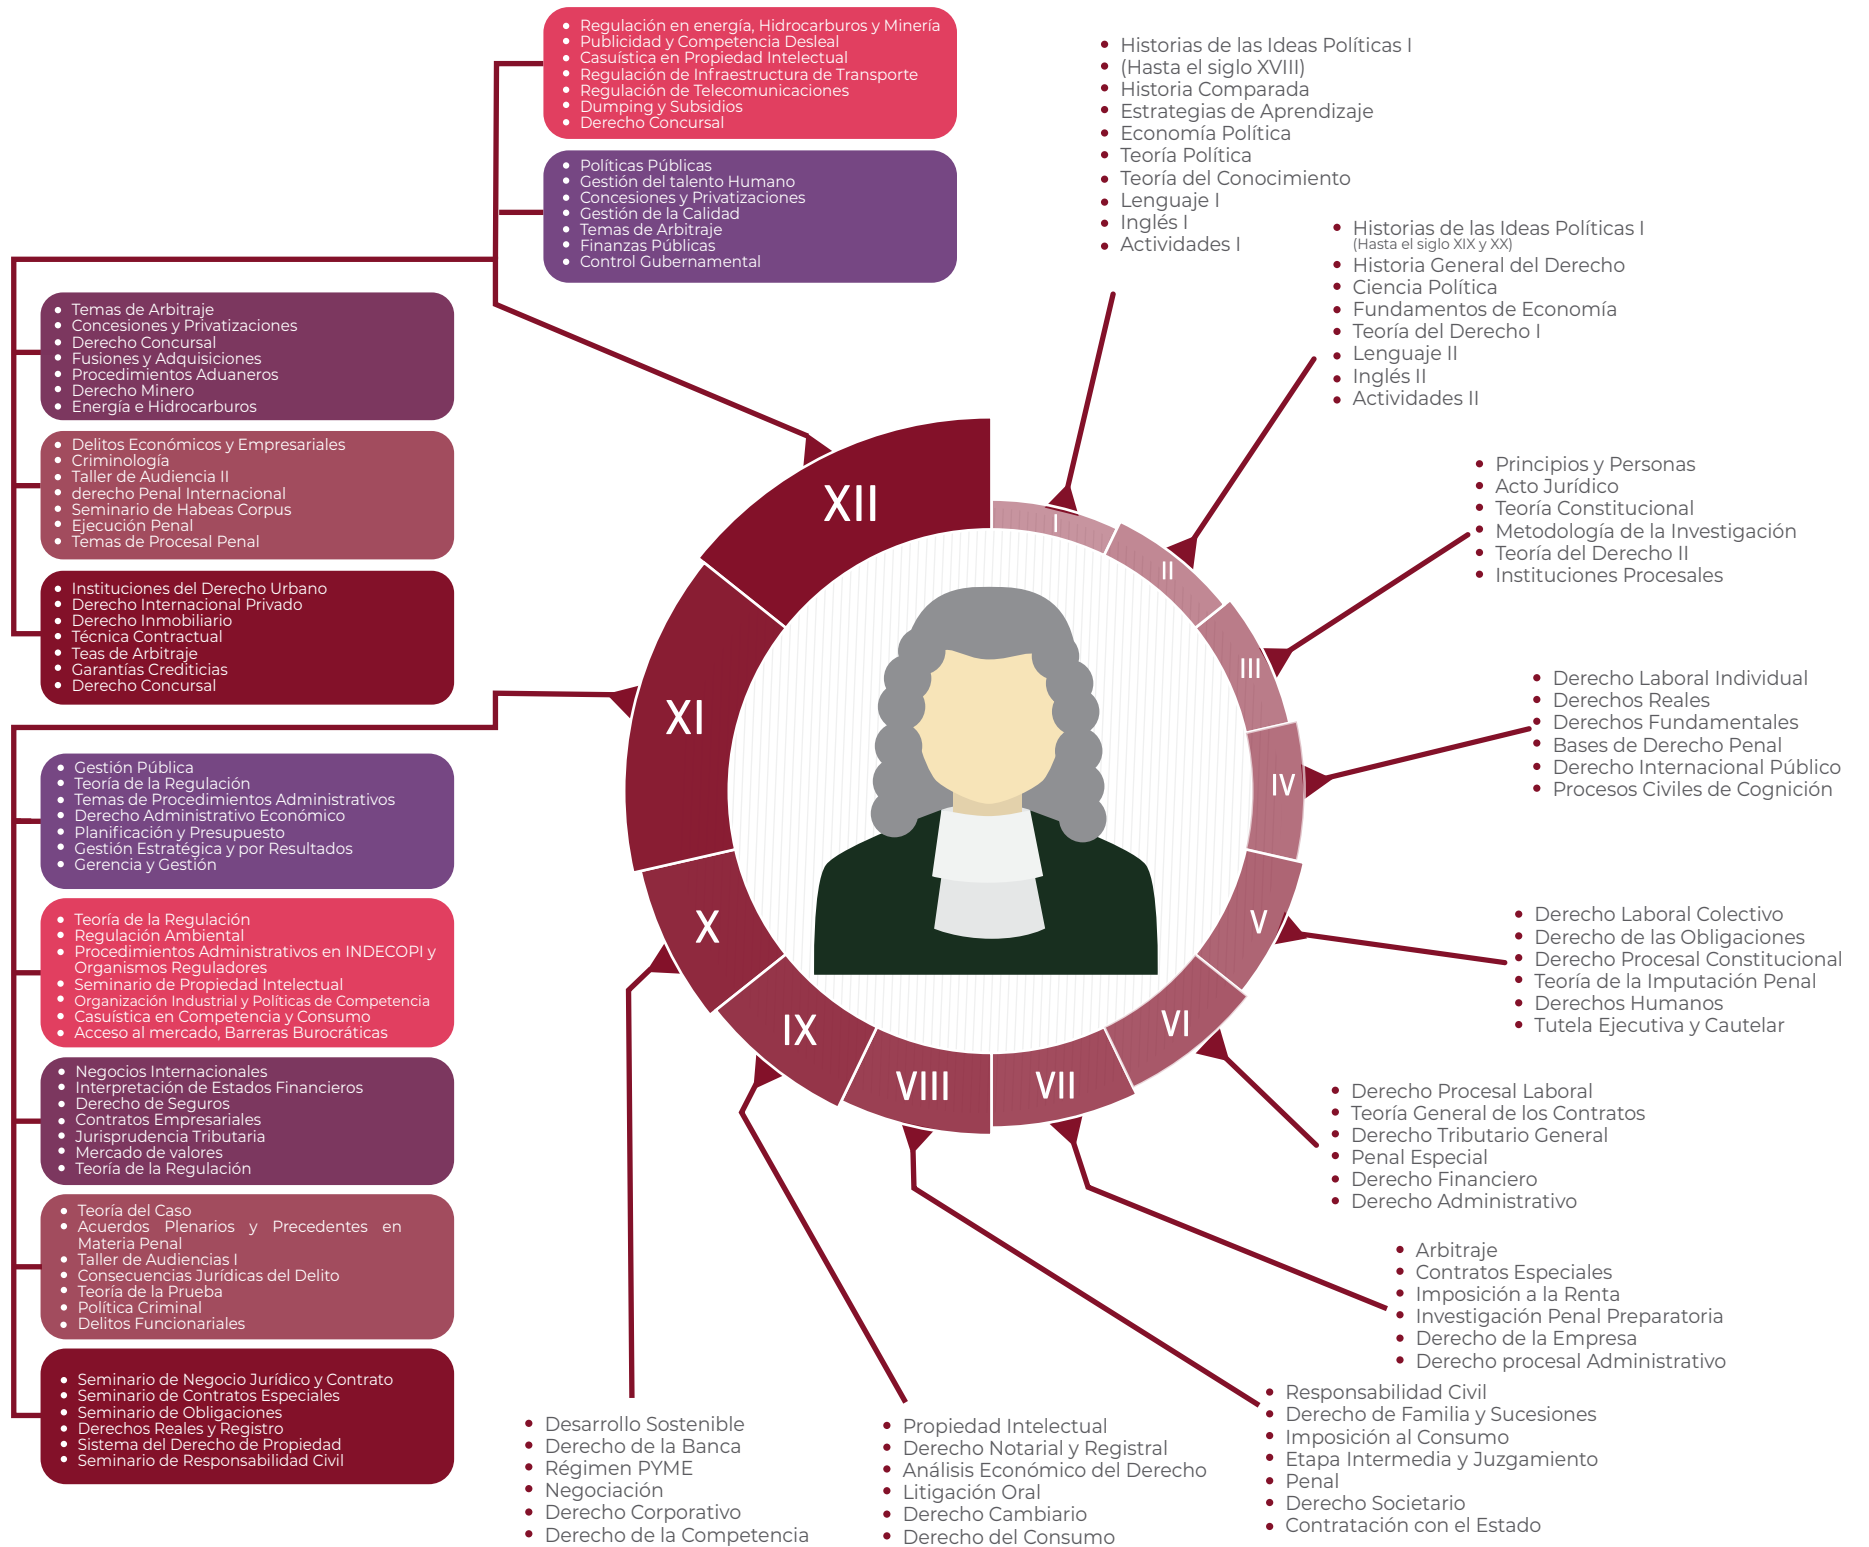 Regulación en energía, Hidrocarburos y Minería
Publicidad y Competencia Desleal
Casuística en Propiedad Intelectual
Regulación de Infraestructura de Transporte
Regulación de Telecomunicaciones
Dumping y Subsidios
Derecho Concursal
Políticas Públicas
Gestión del talento Humano
Concesiones y Privatizaciones
Gestión de la Calidad
Temas de Arbitraje
Finanzas Públicas
Control Gubernamental
Temas de Arbitraje
Concesiones y Privatizaciones
Derecho Concursal
Fusiones y Adquisiciones
Procedimientos Aduaneros
Derecho Minero
Energía e Hidrocarburos
Delitos Económicos y Empresariales
Criminología
Taller de Audiencia II
derecho Penal Internacional
Seminario de Habeas Corpus
Ejecución Penal
Temas de Procesal Penal
Instituciones del Derecho Urbano
Derecho Internacional Privado
Derecho Inmobiliario
Técnica Contractual
Teas de Arbitraje
Garantías Crediticias
Derecho Concursal
Gestión Pública
Teoría de la Regulación
Temas de Procedimientos Administrativos
Derecho Administrativo Económico
Planificación y Presupuesto
Gestión Estratégica y por Resultados
Gerencia y Gestión
Teoría de la Regulación
Regulación Ambiental
Procedimientos Administrativos en INDECOPI y
Organismos Reguladores
Seminario de Propiedad Intelectual
Organización Industrial y Políticas de Competencia
Casuística en Competencia y Consumo
Acceso al mercado, Barreras Burocráticas
Negocios Internacionales
Interpretación de Estados Financieros
Derecho de Seguros
Contratos Empresariales
Jurisprudencia Tributaria
Mercado de valores
Teoría de la Regulación
Teoría del Caso
Acuerdos Plenarios y Precedentes en
Materia Penal
Taller de Audiencias I
Consecuencias Jurídicas del Delito
Teoría de la Prueba
Política Criminal
Delitos Funcionariales
Seminario de Negocio Jurídico y Contrato
Seminario de Contratos Especiales
Seminario de Obligaciones
Derechos Reales y Registro
Sistema del Derecho de Propiedad
Seminario de Responsabilidad Civil
I
II
III
IV
V
VI
VII
VIII
IX
X
XI
XII
Historias de las Ideas Políticas I
(Hasta el siglo XVIII)
Historia Comparada
Estrategias de Aprendizaje
Economía Política
Teoría Política
Teoría del Conocimiento
Lenguaje I
Inglés I
Actividades I
Historias de las Ideas Políticas I
(Hasta el siglo XIX y XX)
Historia General del Derecho
Ciencia Política
Fundamentos de Economía
Teoría del Derecho I
Lenguaje II
Inglés II
Actividades II
Principios y Personas
Acto Jurídico
Teoría Constitucional
Metodología de la Investigación
Teoría del Derecho II
Instituciones Procesales
Derecho Laboral Individual
Derechos Reales
Derechos Fundamentales
Bases de Derecho Penal
Derecho Internacional Público
Procesos Civiles de Cognición
Derecho Laboral Colectivo
Derecho de las Obligaciones
Derecho Procesal Constitucional
Teoría de la Imputación Penal
Derechos Humanos
Tutela Ejecutiva y Cautelar
Derecho Procesal Laboral
Teoría General de los Contratos
Derecho Tributario General
Penal Especial
Derecho Financiero
Derecho Administrativo
Arbitraje
Contratos Especiales
Imposición a la Renta
Investigación Penal Preparatoria
Derecho de la Empresa
Derecho procesal Administrativo
Responsabilidad Civil
Derecho de Familia y Sucesiones
Imposición al Consumo
Etapa Intermedia y Juzgamiento
Penal
Derecho Societario
Contratación con el Estado
Propiedad Intelectual
Derecho Notarial y Registral
Análisis Económico del Derecho
Litigación Oral
Derecho Cambiario
Derecho del Consumo
Desarrollo Sostenible
Derecho de la Banca
Régimen PYME
Negociación
Derecho Corporativo
Derecho de la Competencia